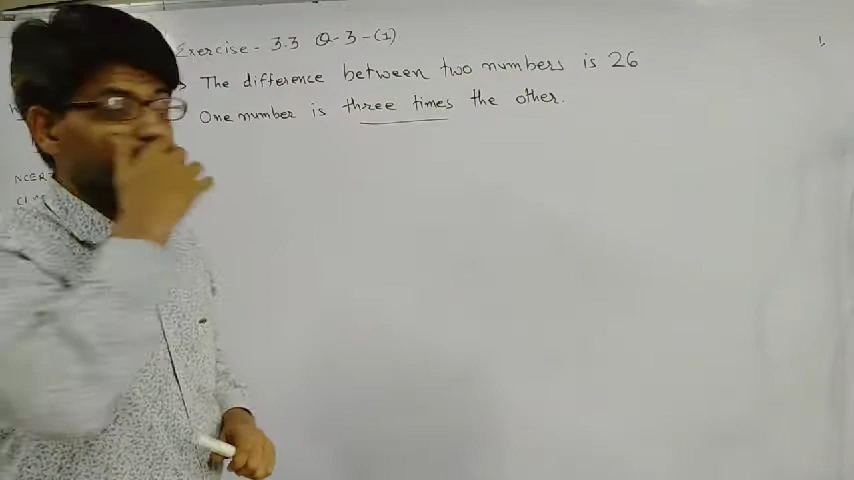 Exercise - 3.3 Q-3-(1)
The difference between two numbers is 26
One number is three times the other.
NCERT